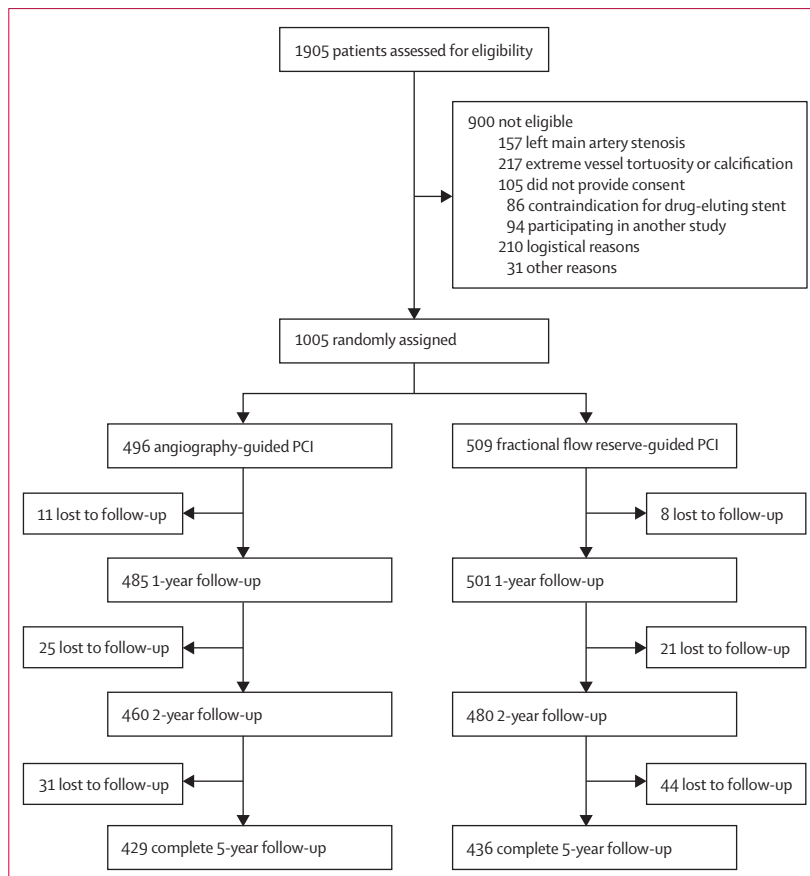 1905 patients assessed for eligibility
900 not eligible
157 left main artery stenosis
217 extreme vessel tortuosity or calcification
105 did not provide consent
86 contraindication for drug-eluting stent
94 participating in another study
210 logistical reasons
31 other reasons
1005 randomly assigned
496 angiography-guided PCI
509 fractional flow reserve-guided PCI
11 lost to follow-up
8 lost to follow-up
485 1-year follow-up
501 1-year follow-up
25 lost to follow-up
21 lost to follow-up
460 2-year follow-up
480 2-year follow-up
31 lost to follow-up
44 lost to follow-up
429 complete 5-year follow-up
436 complete 5-year follow-up